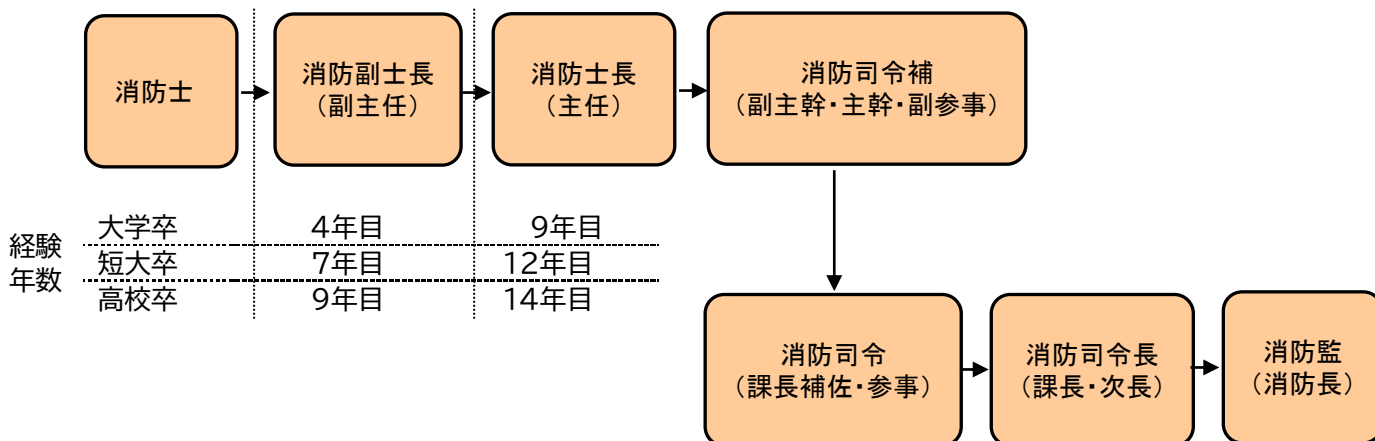 消防士
消防副士長
（副主任）
消防士長
（主任）
消防司令補
（副主幹・主幹・副参事）
経験
年数
大学卒 4年目 9年目
短大卒 7年目 12年目
高校卒 9年目 14年目
消防司令
（課長補佐・参事）
消防司令長
（課長・次長）
消防監
（消防長）